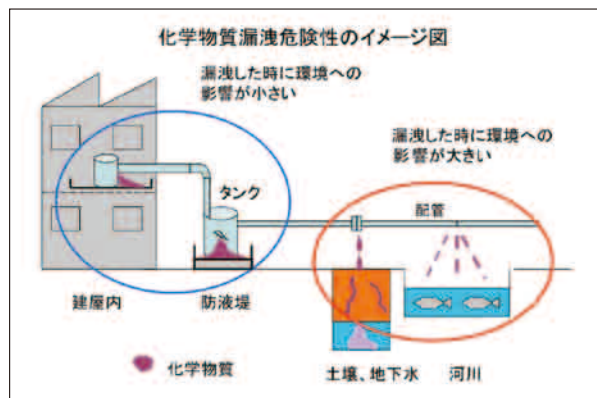 化学物質漏洩危険性のイメージ図
漏洩した時に環境への
影響が小さい
漏洩した時に環境への
影響が大きい
タンク
配管
建屋内
防液堤
化学物質
土壌、地下水
河川